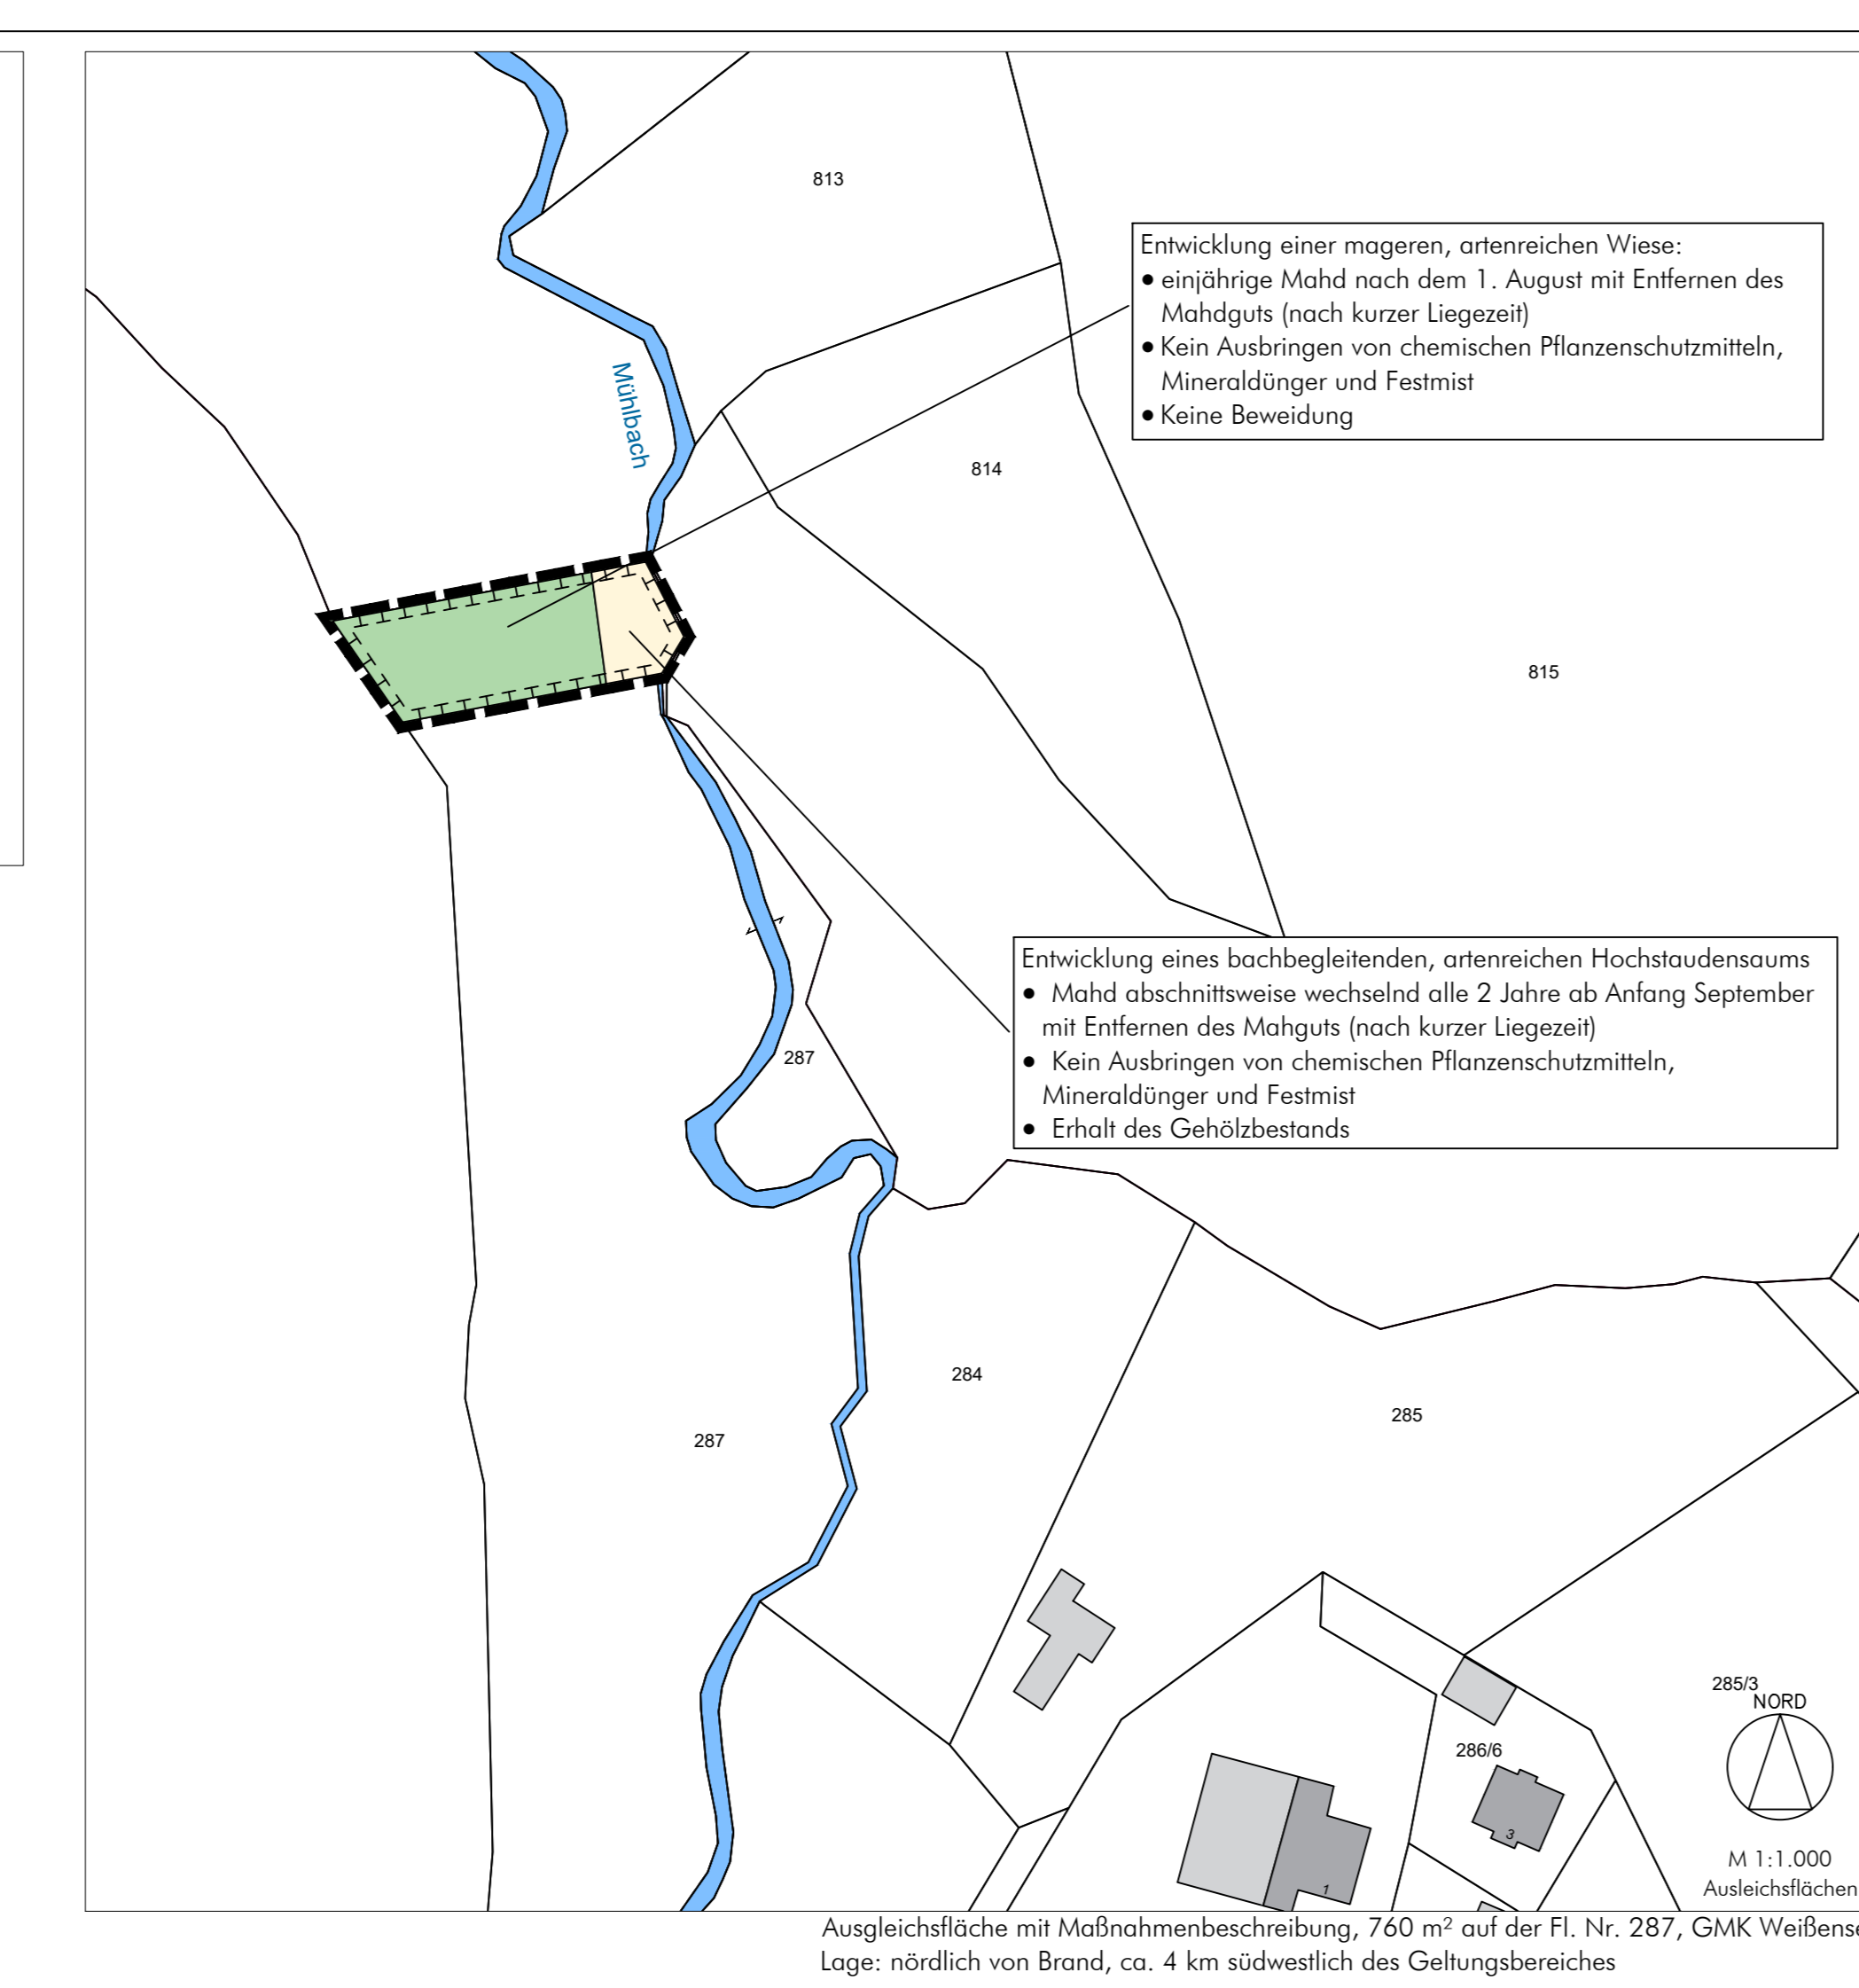 813
Entwicklung einer mageren, artenreichen Wiese:
• einjährige Mahd nach dem 1. August mit Entfernen des
Mahdguts (nach kurzer Liegezeit)
• Kein Ausbringen von chemischen Pflanzenschutzmitteln,
Mineraldünger und Festmist
• Keine Beweidung
Mühlbach
814
815
Entwicklung eines bachbegleitenden, artenreichen Hochstaudensaums
• Mahd abschnittsweise wechselnd alle 2 Jahre ab Anfang September
mit Entfernen des Mahguts (nach kurzer Liegezeit)
• Kein Ausbringen von chemischen Pflanzenschutzmitteln,
Mineraldünger und Festmist
• Erhalt des Gehölzbestands
287
284
285
287
285/3
NORD
286/6
3
1
M 1:1.000
Ausleichsflächen
Ausgleichsfläche mit Maßnahmenbeschreibung, 760 m² auf der Fl. Nr. 287, GMK
Lage: nördlich von Brand, ca. 4 km südwestlich des Geltungsbereiches